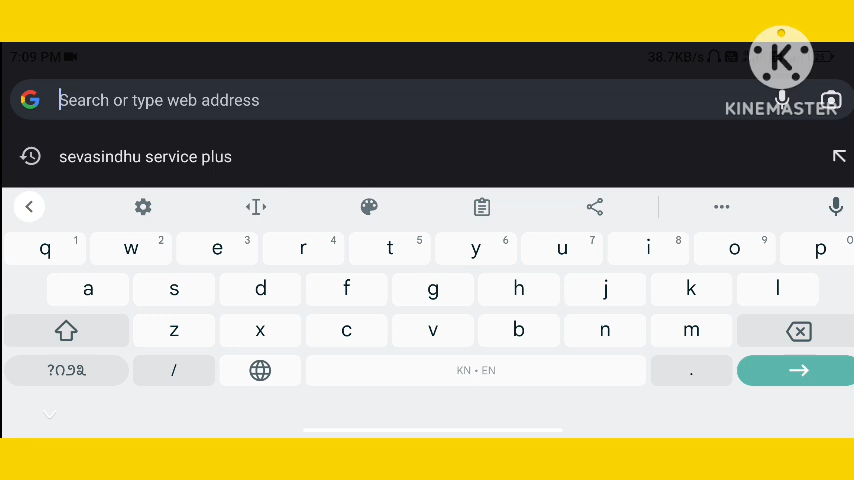 7:09 PM
38.7KB/s
Search or type web address
K
KINEMASTER
sevasindhu service plus
q 1 w 2 e 3 r 4 t 5 y 6 u 7 i 8 o 9 p 0
a s d f g h j k l
z x c v b n m
/ KN • EN .